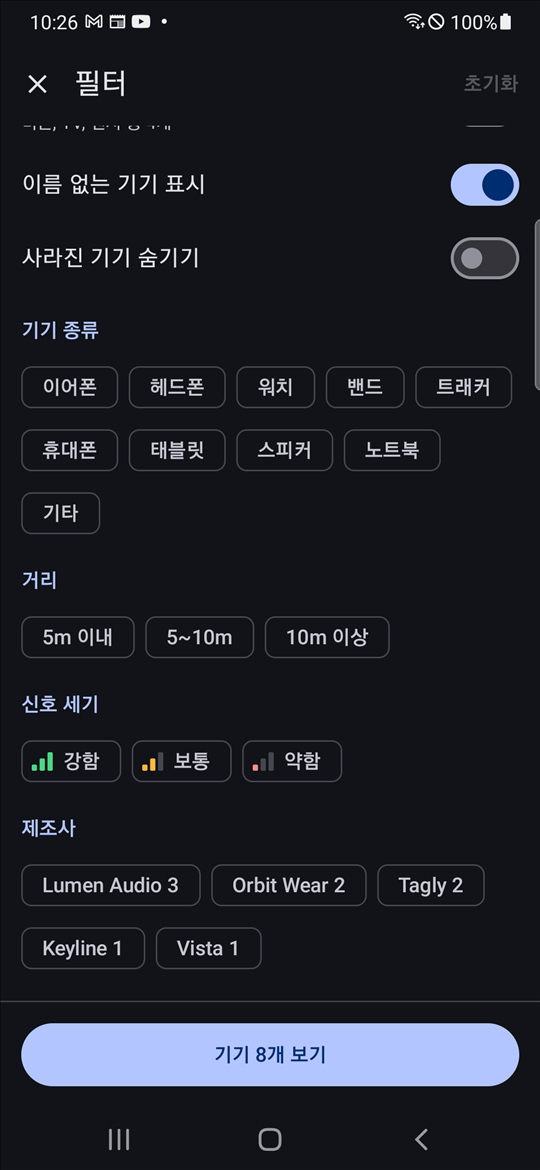 10:26 100%
필터 초기화
이름 없는 기기 표시
사라진 기기 숨기기
기기 종류
이어폰 헤드폰 워치 밴드 트래커
휴대폰 태블릿 스피커 노트북
기타
거리
5m 이내 5~10m 10m 이상
신호 세기
강함 보통 약함
제조사
Lumen Audio 3 Orbit Wear 2 Tagly 2
Keyline 1 Vista 1
기기 8개 보기